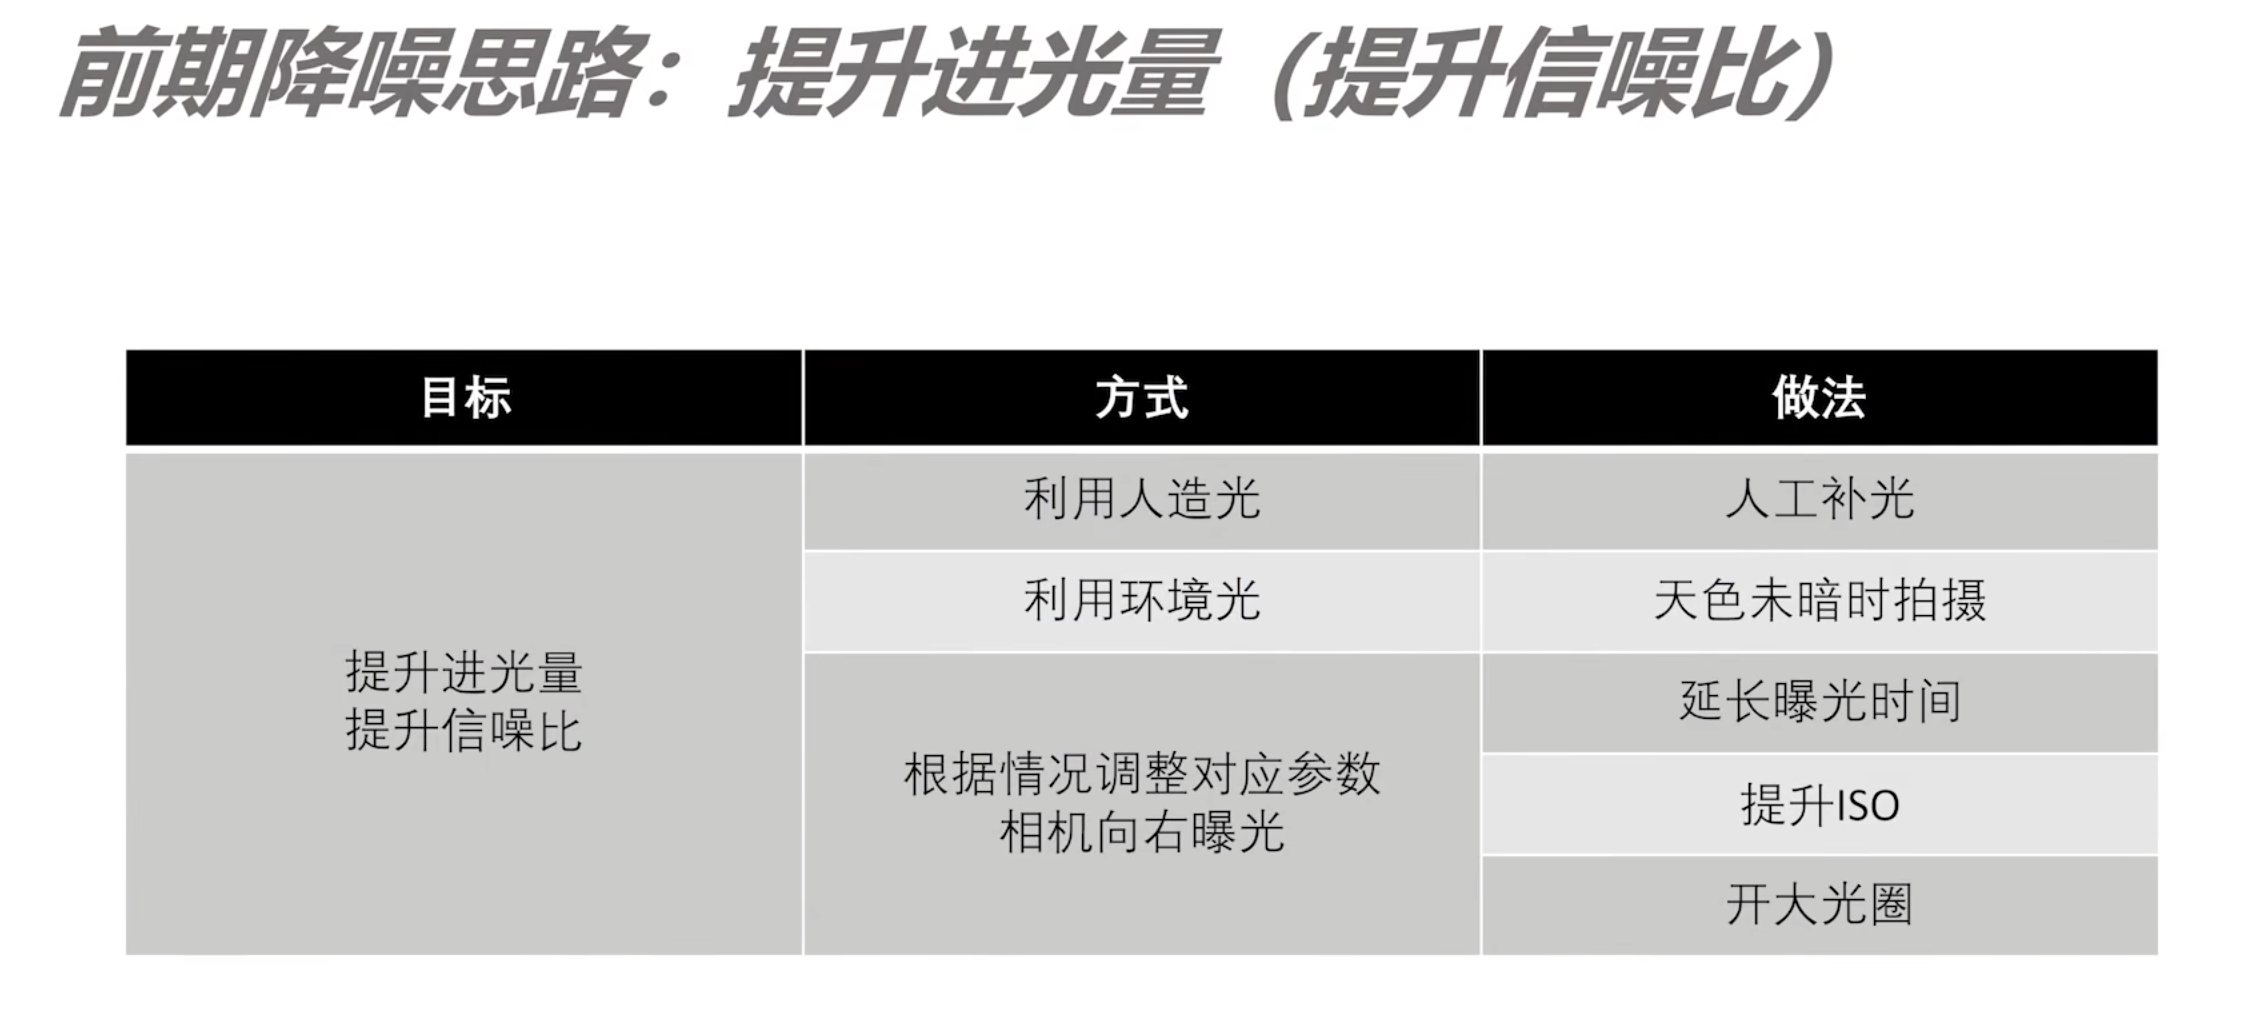 前期降噪思路：提升进光量（提升信噪比）
目标
方式
做法
提升进光量
提升信噪比
利用人造光
人工补光
利用环境光
天色未暗时拍摄
根据情况调整对应参数
相机向右曝光
延长曝光时间
提升ISO
开大光圈